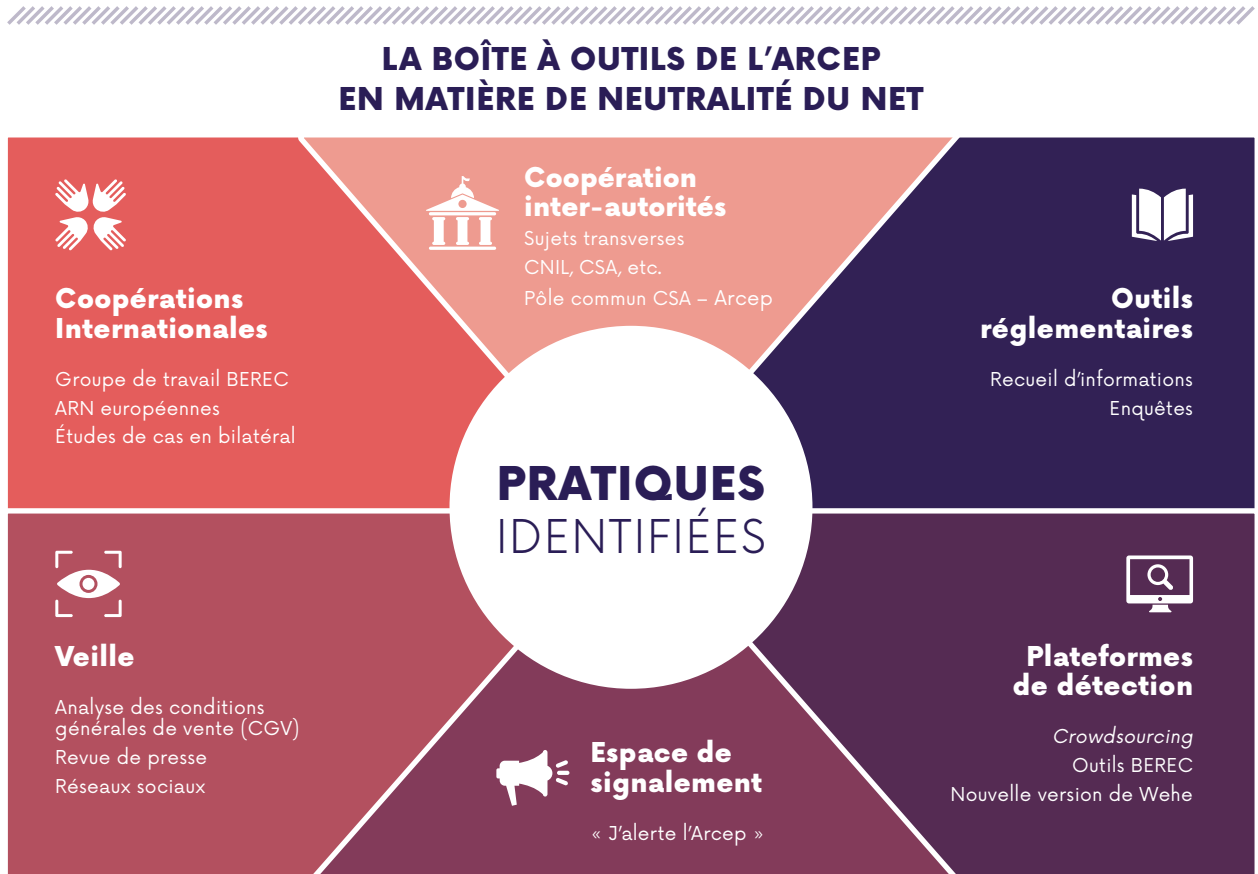 LA BOÎTE À OUTILS DE L'ARCEP
EN MATIÈRE DE NEUTRALITÉ DU NET
Coopérations
Internationales
Groupe de travail BEREC
ARN européennes
Études de cas en bilatéral
Coopération
inter-autorités
Sujets transverses
CNIL, CSA, etc.
Pôle commun CSA – Arcep
Outils
réglementaires
Recueil d'informations
Enquêtes
PRATIQUES
IDENTIFIÉES
Veille
Analyse des conditions
générales de vente (CGV)
Revue de presse
Réseaux sociaux
Espace de
signalement
« J'alerte l'Arcep »
Plateformes
de détection
Crowdsourcing
Outils BEREC
Nouvelle version de Wehe